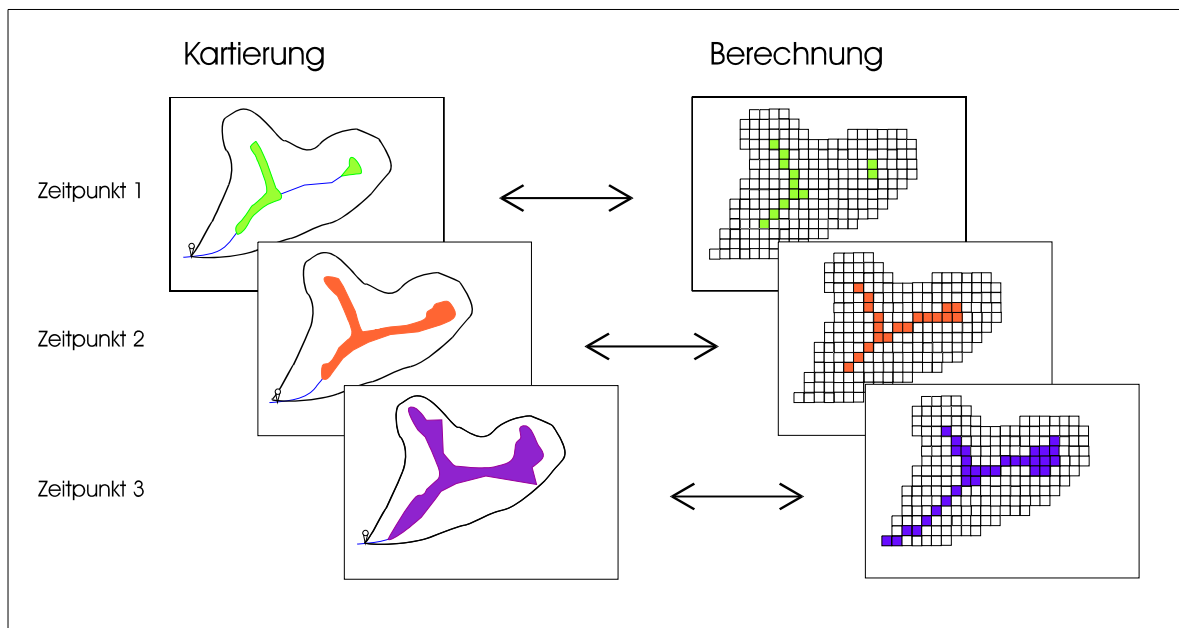 Kartierung
Berechnung
Zeitpunkt 1
Zeitpunkt 2
Zeitpunkt 3